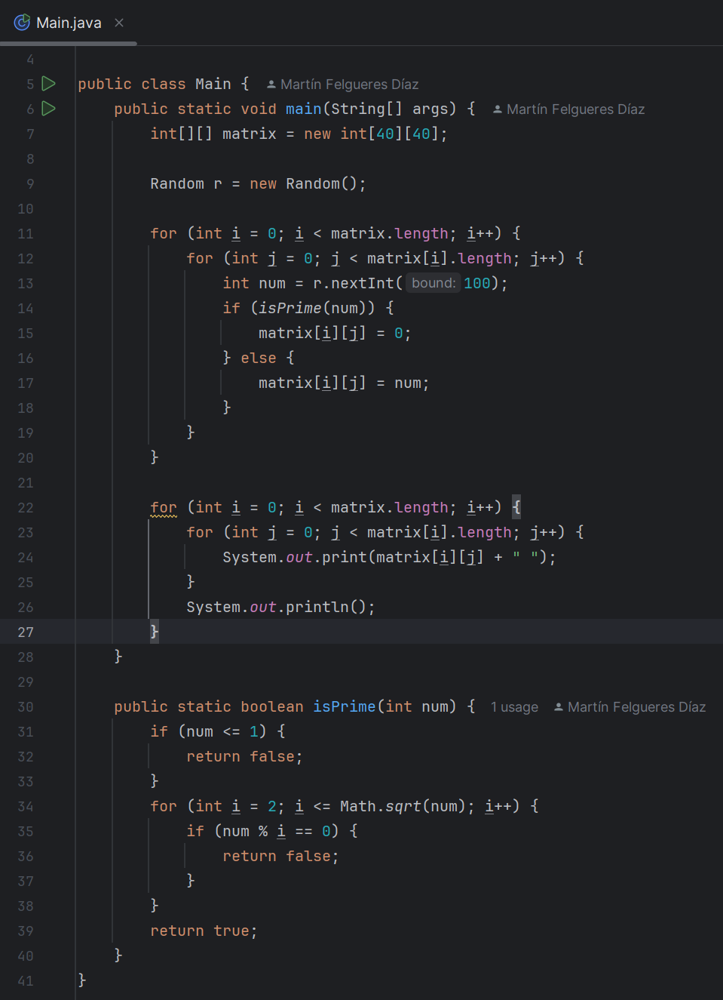 Main.java
4
5 public class Main { Martín Felgueres Díaz
6 public static void main(String[] args) { Martín Felgueres Díaz
7 int[][] matrix = new int[40][40];
8
9 Random r = new Random();
10
11 for (int i = 0; i < matrix.length; i++) {
12 for (int j = 0; j < matrix[i].length; j++) {
13 int num = r.nextInt( bound: 100);
14 if (isPrime(num)) {
15 matrix[i][j] = 0;
16 } else {
17 matrix[i][j] = num;
18 }
19 }
20 }
21
22 for (int i = 0; i < matrix.length; i++) {
23 for (int j = 0; j < matrix[i].length; j++) {
24 System.out.print(matrix[i][j] + " ");
25 }
26 System.out.println();
27 }
28 }
29
30 public static boolean isPrime(int num) { 1 usage Martín Felgueres Díaz
31 if (num <= 1) {
32 return false;
33 }
34 for (int i = 2; i <= Math.sqrt(num); i++) {
35 if (num % i == 0) {
36 return false;
37 }
38 }
39 return true;
40 }
41 }